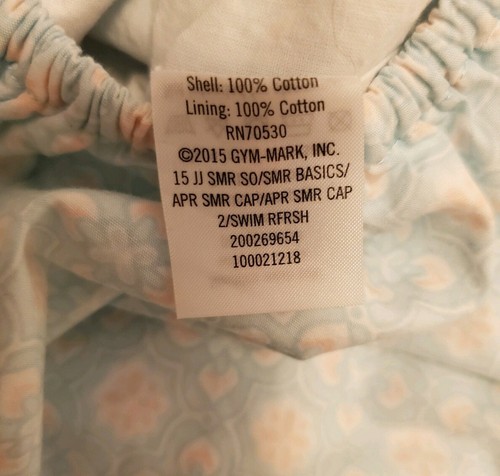 Shell: 100% Cotton
Lining: 100% Cotton
RN70530
©2015 GYM-MARK, INC.
15 JJ SMR SO/SMR BASICS/
APR SMR CAP/APR SMR CAP
2/SWIM RFRSH
200269654
100021218